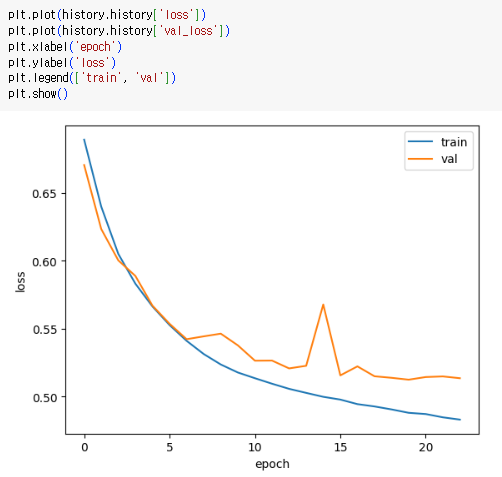 plt.plot(history.history['loss'])
plt.plot(history.history['val_loss'])
plt.xlabel('epoch')
plt.ylabel('loss')
plt.legend(['train', 'val'])
plt.show()
train
val
0.65
0.60
0.55
0.50
loss
0 5 10 15 20
epoch